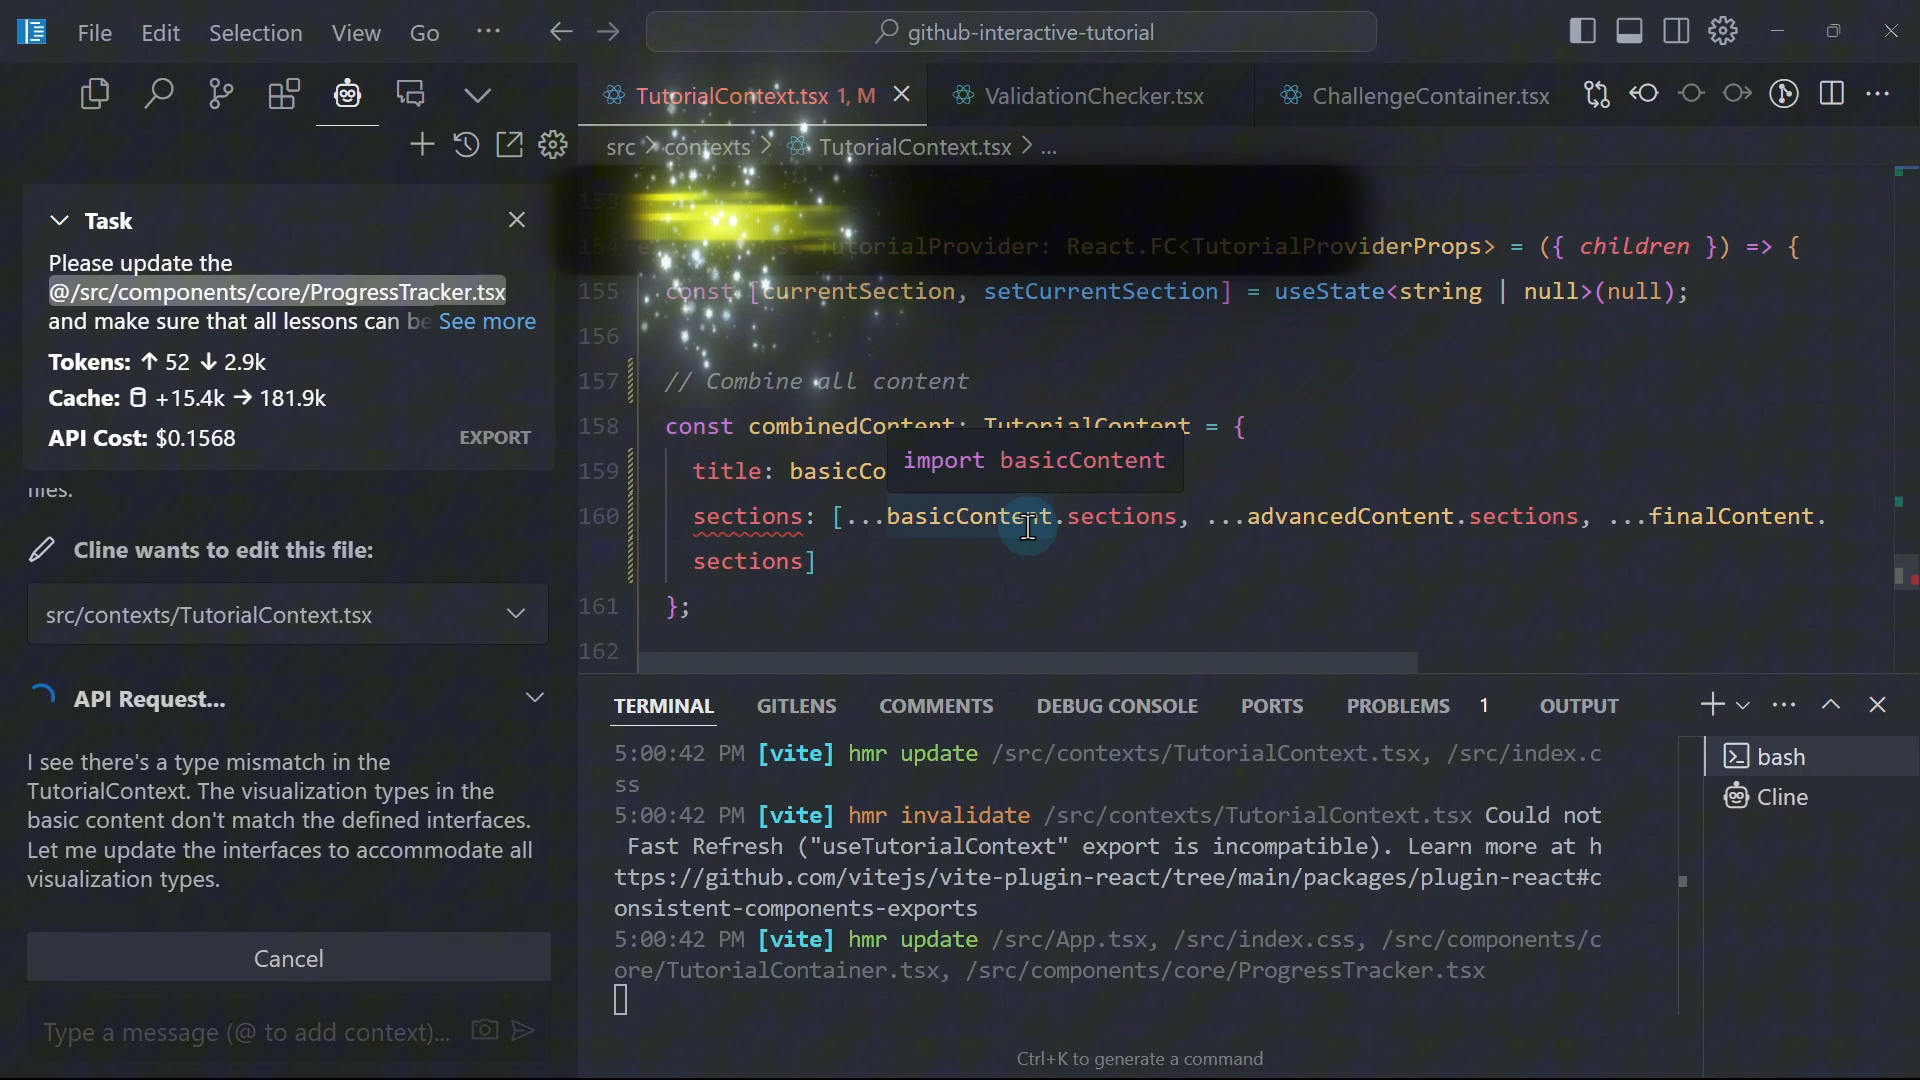 File Edit Selection View Go ··· github-interactive-tutorial
TutorialContext.tsx 1, M ValidationChecker.tsx ChallengeContainer.tsx
src > contexts > TutorialContext.tsx > ...
Task
Please update the
@/src/components/core/ProgressTracker.tsx
and make sure that all lessons can be See more
Tokens: ↑ 52 ↓ 2.9k
Cache: +15.4k → 181.9k
API Cost: $0.1568 EXPORT
files.
Cline wants to edit this file:
src/contexts/TutorialContext.tsx
API Request...
I see there's a type mismatch in the
TutorialContext. The visualization types in the
basic content don't match the defined interfaces.
Let me update the interfaces to accommodate all
visualization types.
Cancel
Type a message (@ to add context)...
153
154 TutorialProvider: React.FC<TutorialProviderProps> = ({ children }) => {
155 const [currentSection, setCurrentSection] = useState<string | null>(null);
156
157 // Combine all content
158 const combinedContent: TutorialContent = {
import basicContent
159 title: basicCo
160 sections: [...basicContent.sections, ...advancedContent.sections, ...finalContent.
sections]
161 };
162
TERMINAL GITLENS COMMENTS DEBUG CONSOLE PORTS PROBLEMS 1 OUTPUT
5:00:42 PM [vite] hmr update /src/contexts/TutorialContext.tsx, /src/index.c
ss
5:00:42 PM [vite] hmr invalidate /src/contexts/TutorialContext.tsx Could not
Fast Refresh ("useTutorialContext" export is incompatible). Learn more at h
ttps://github.com/vitejs/vite-plugin-react/tree/main/packages/plugin-react#c
onsistent-components-exports
5:00:42 PM [vite] hmr update /src/App.tsx, /src/index.css, /src/components/c
ore/TutorialContainer.tsx, /src/components/core/ProgressTracker.tsx
bash
Cline
Ctrl+K to generate a command